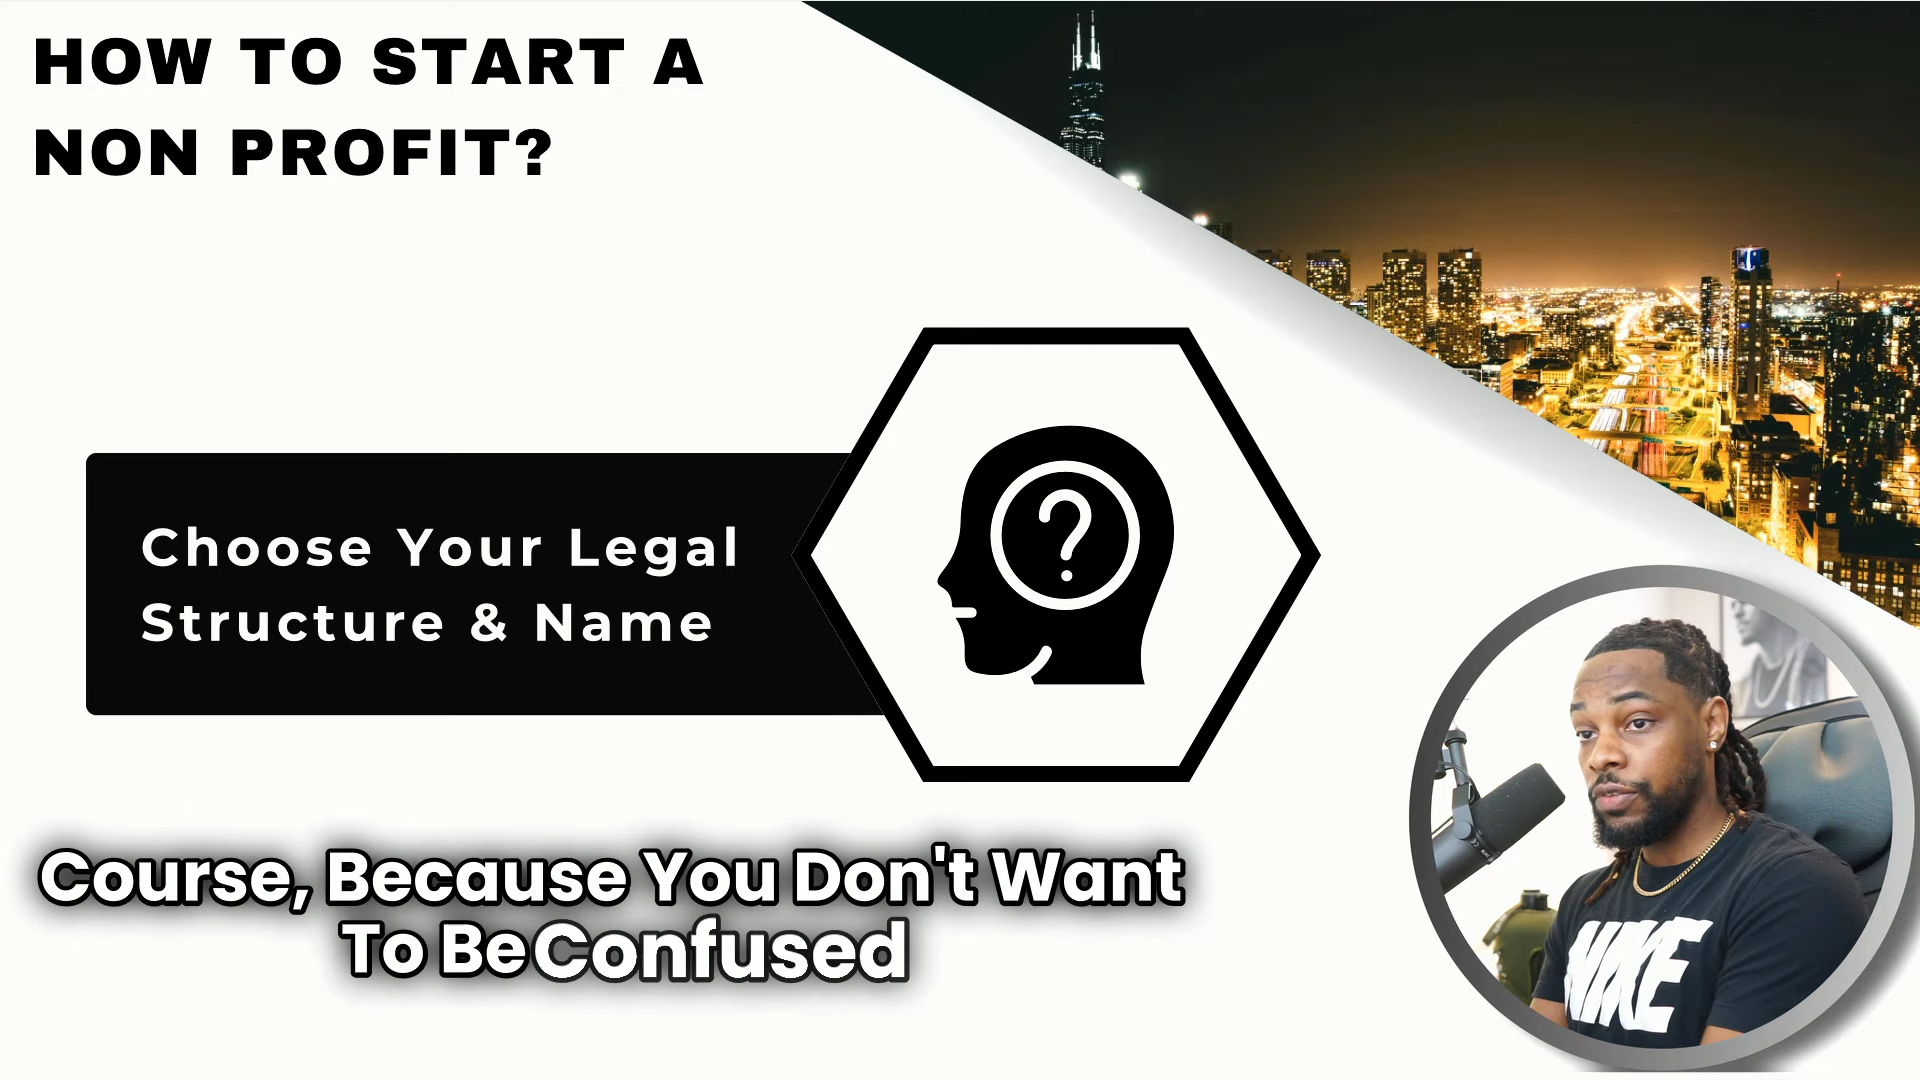 HOW TO START A
NON PROFIT?
Choose Your Legal
Structure & Name
Course, Because You Don't Want
To Be Confused
NIKE